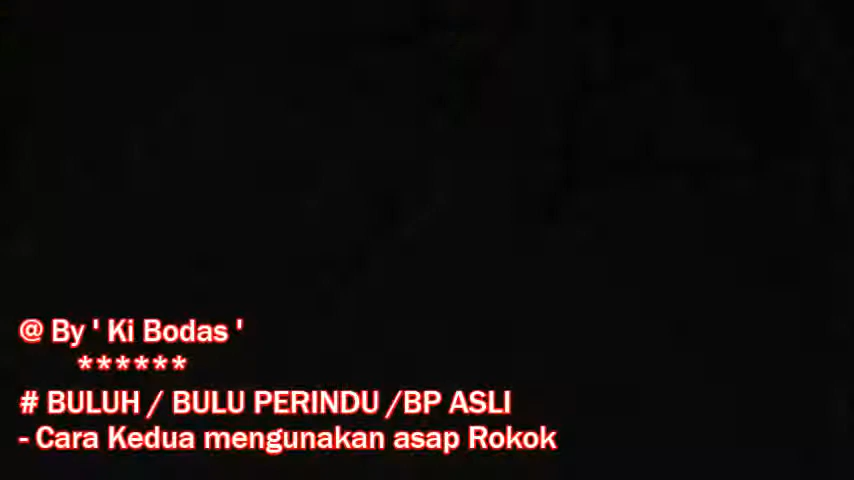 @ By ' Ki Bodas '
******
# BULUH / BULU PERINDU /BP ASLI
- Cara Kedua mengunakan asap Rokok